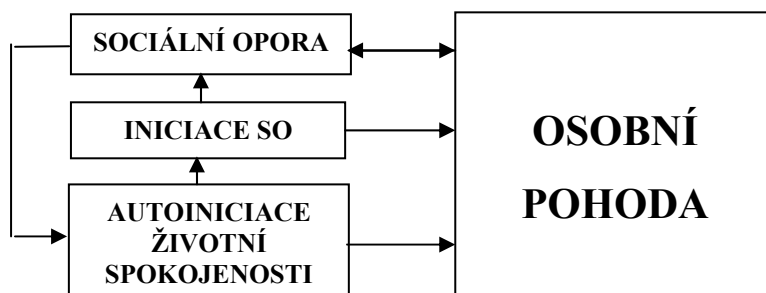 SOCIÁLNÍ OPORA
INICIACE SO
AUTOINICIACE
ŽIVOTNÍ
SPOKOJENOSTI
OSOBNÍ
POHODA